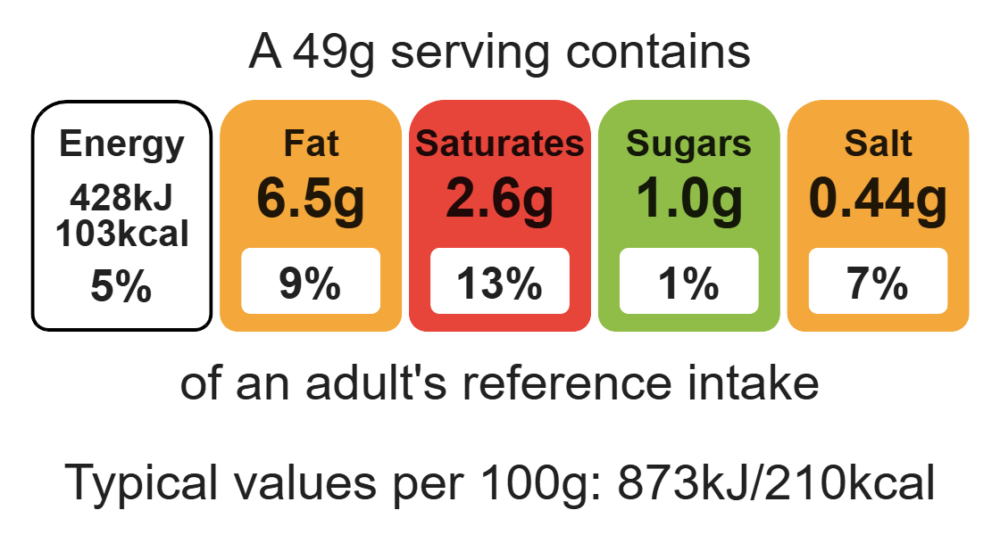 A 49g serving contains
Energy Fat Saturates Sugars Salt
428kJ
103kcal
6.5g 2.6g 1.0g 0.44g
5% 9% 13% 1% 7%
of an adult's reference intake
Typical values per 100g: 873kJ/210kcal